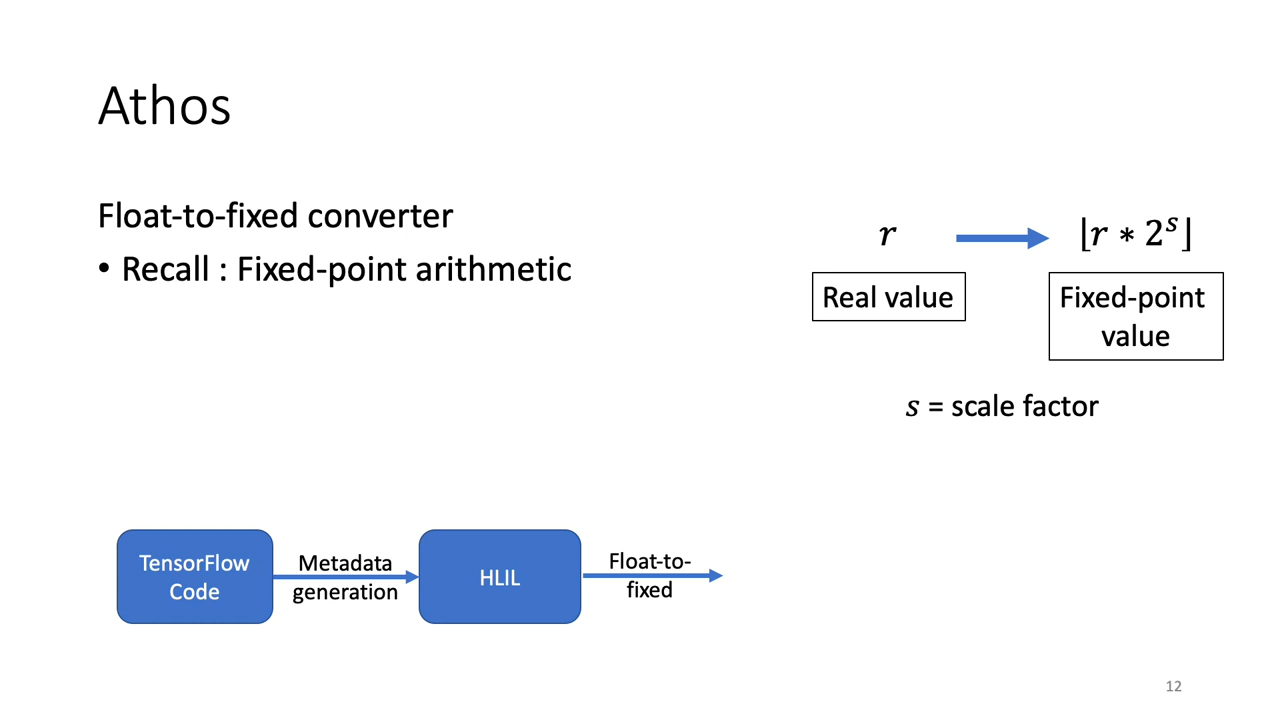 Athos
Float-to-fixed converter
• Recall : Fixed-point arithmetic
r
⌊r ∗ 2^s⌋
Real value
Fixed-point
value
s = scale factor
TensorFlow
Code
Metadata
generation
HLIL
Float-to-
fixed
12